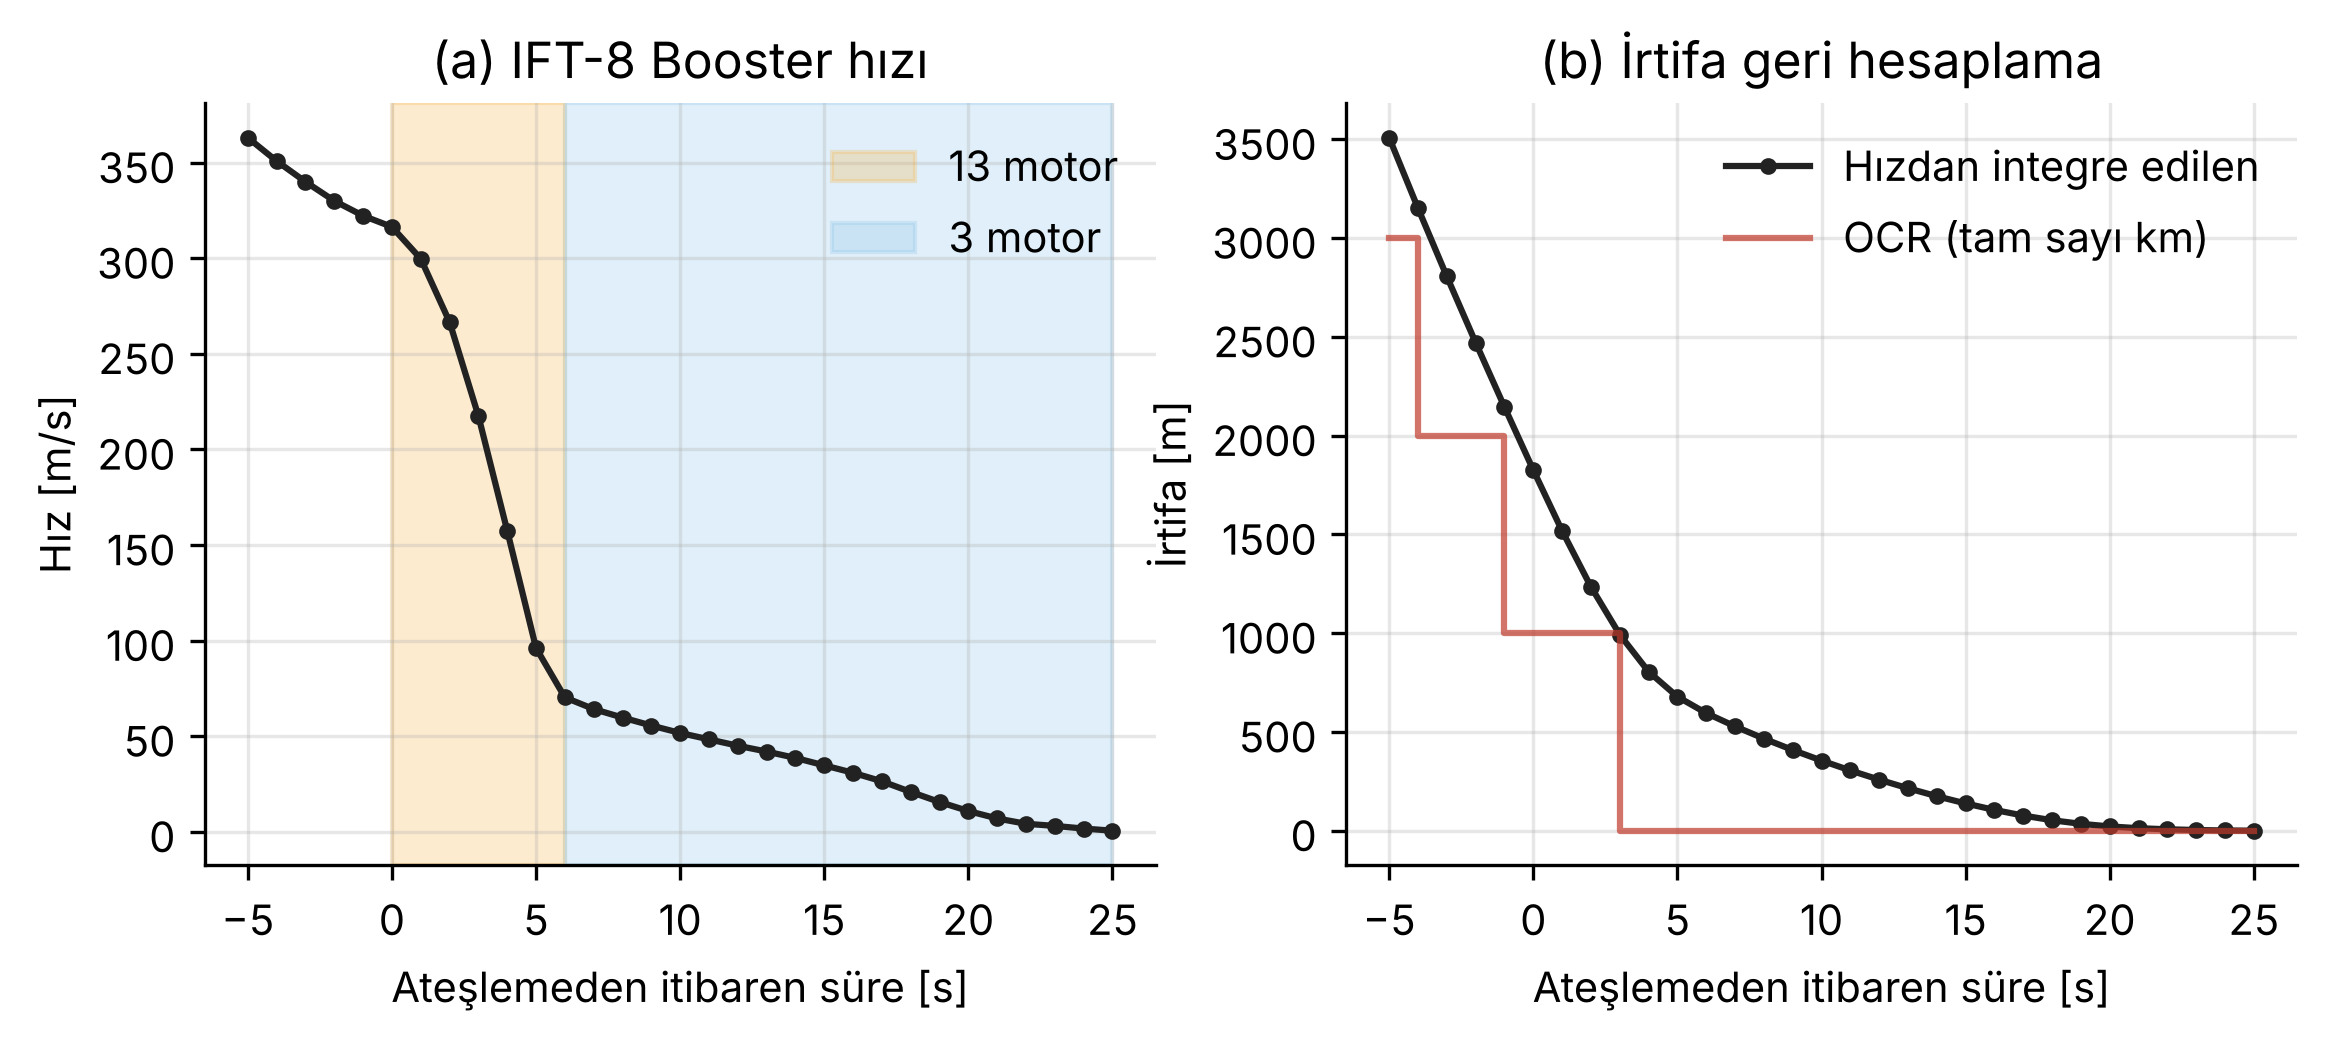 (a) IFT-8 Booster hızı
13 motor
3 motor
350
300
250
200
150
100
50
0
Hız [m/s]
−5 0 5 10 15 20 25
Ateşlemeden itibaren süre [s]
(b) İrtifa geri hesaplama
Hızdan integre edilen
OCR (tam sayı km)
3500
3000
2500
2000
1500
1000
500
0
İrtifa [m]
−5 0 5 10 15 20 25
Ateşlemeden itibaren süre [s]